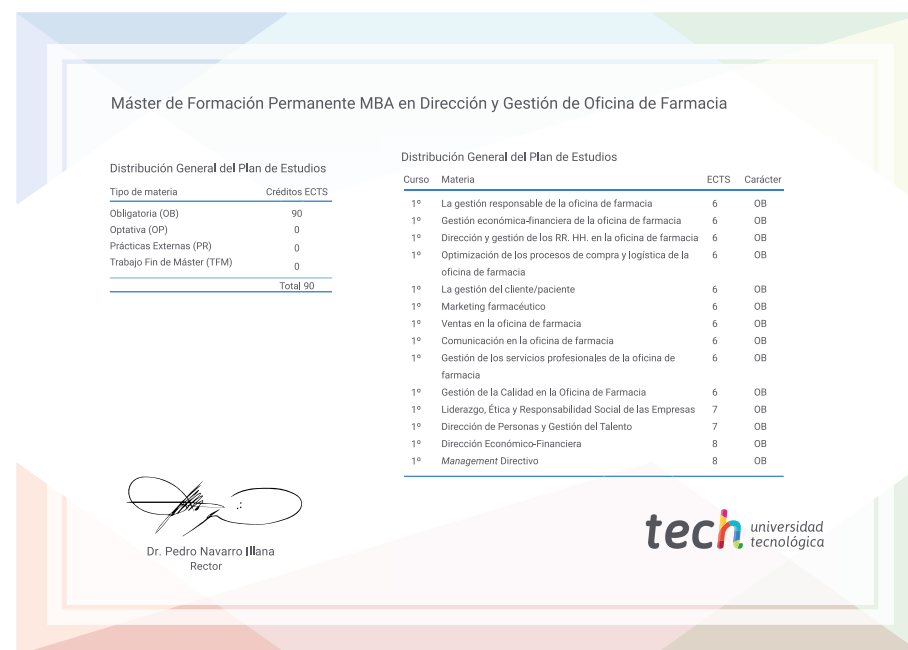 Máster de Formación Permanente MBA en Dirección y Gestión de Oficina de Farmacia
Distribución General del Plan de Estudios
Tipo de materia Créditos ECTS
Obligatoria (OB) 90
Optativa (OP) 0
Prácticas Externas (PR) 0
Trabajo Fin de Máster (TFM) 0
Total 90
Distribución General del Plan de Estudios
Curso Materia ECTS Carácter
1º La gestión responsable de la oficina de farmacia 6 OB
1º Gestión económica-financiera de la oficina de farmacia 6 OB
1º Dirección y gestión de los RR. HH. en la oficina de farmacia 6 OB
1º Optimización de los procesos de compra y logística de la 6 OB
oficina de farmacia
1º La gestión del cliente/paciente 6 OB
1º Marketing farmacéutico 6 OB
1º Ventas en la oficina de farmacia 6 OB
1º Comunicación en la oficina de farmacia 6 OB
1º Gestión de los servicios profesionales de la oficina de 6 OB
farmacia
1º Gestión de la Calidad en la Oficina de Farmacia 6 OB
1º Liderazgo, Ética y Responsabilidad Social de las Empresas 7 OB
1º Dirección de Personas y Gestión del Talento 7 OB
1º Dirección Económico-Financiera 8 OB
1º Management Directivo 8 OB
Dr. Pedro Navarro Illana
Rector
tech universidad
tecnológica